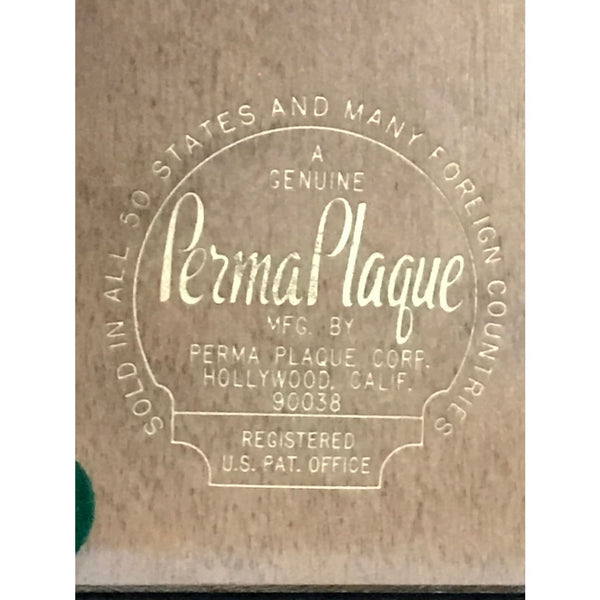 SOLD IN ALL 50 STATES AND MANY FOREIGN COUNTRIES
A
GENUINE
PermaPlaque
MFG. BY
PERMA PLAQUE CORP.
HOLLYWOOD, CALIF.
90038
REGISTERED
U.S. PAT. OFFICE